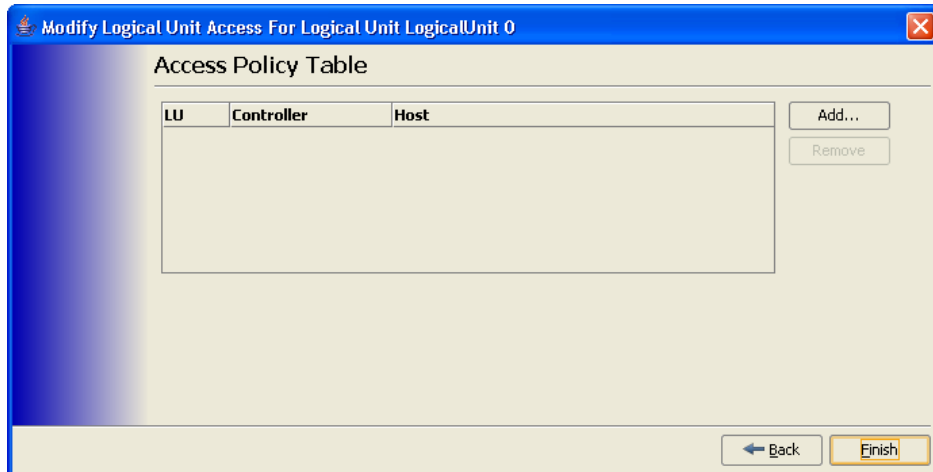 Modify Logical Unit Access For Logical Unit LogicalUnit 0
Access Policy Table
LU Controller Host
Add...
Remove
Back Finish